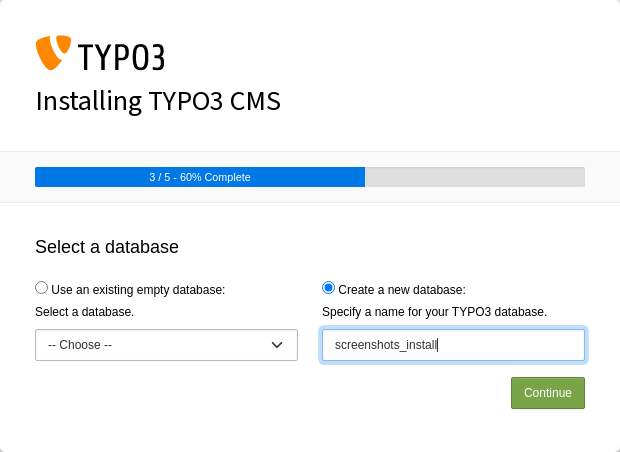 TYPO3
Installing TYPO3 CMS
3 / 5 - 60% Complete
Select a database
Use an existing empty database:
Select a database.
-- Choose --
Create a new database:
Specify a name for your TYPO3 database.
screenshots_install
Continue